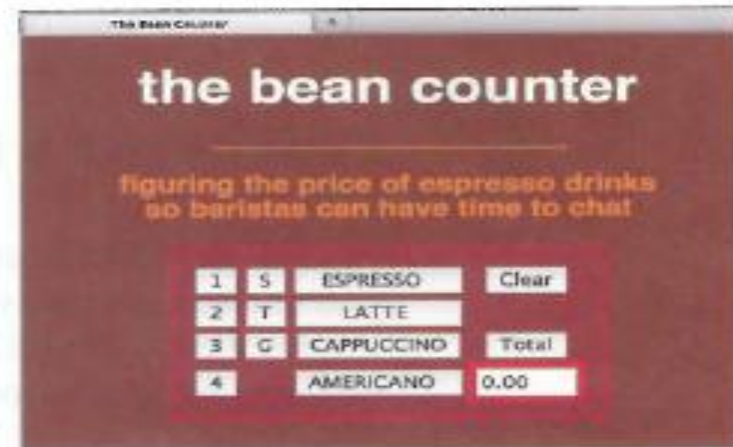 The Bean Counter +
the bean counter
figuring the price of espresso drinks
so baristas can have time to chat
1 S ESPRESSO Clear
2 T LATTE
3 G CAPPUCCINO Total
4 AMERICANO 0.00